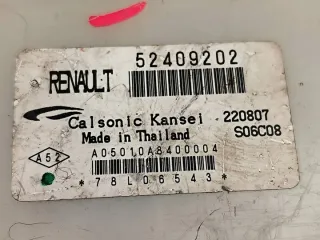 52409202
RENAULT
Calsonic Kansei 220807
Made in Thailand S06C08
A52 A05010A8400004
*78L06543*